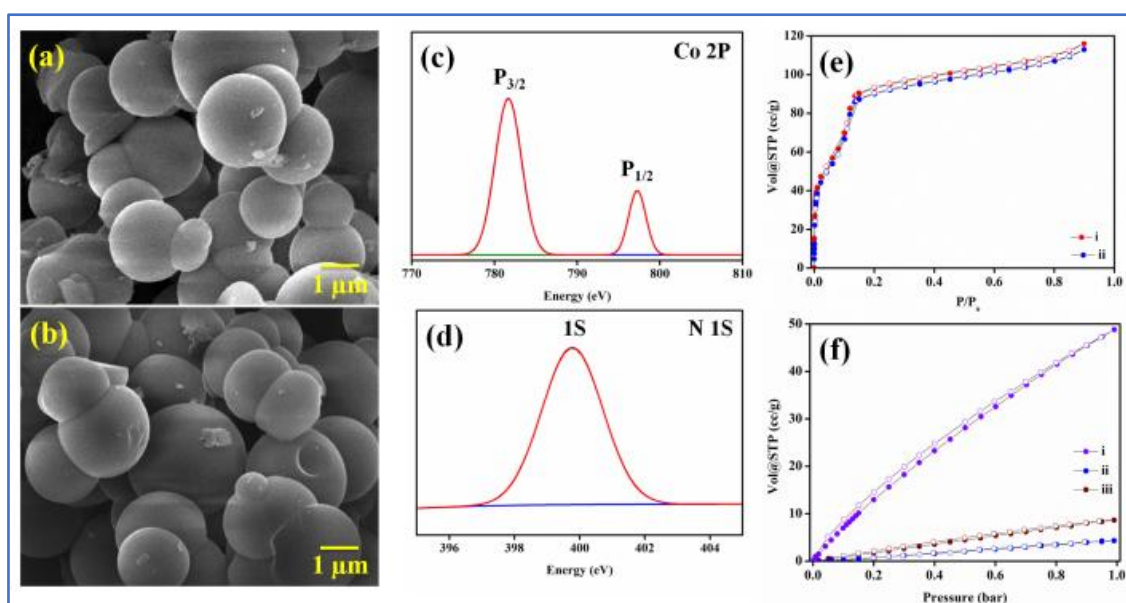 (a)
1 µm
(b)
1 µm
(c)
Co 2P
P3/2
P1/2
770 780 790 800 810
Energy (eV)
(d)
1S
N 1S
396 398 400 402 404
Energy (eV)
(e)
Vol@STP (cc/g)
120
100
80
60
40
20
0
i
ii
0.0 0.2 0.4 0.6 0.8 1.0
P/Po
(f)
Vol@STP (cc/g)
50
40
30
20
10
0
i
ii
iii
0.0 0.2 0.4 0.6 0.8 1.0
Pressure (bar)